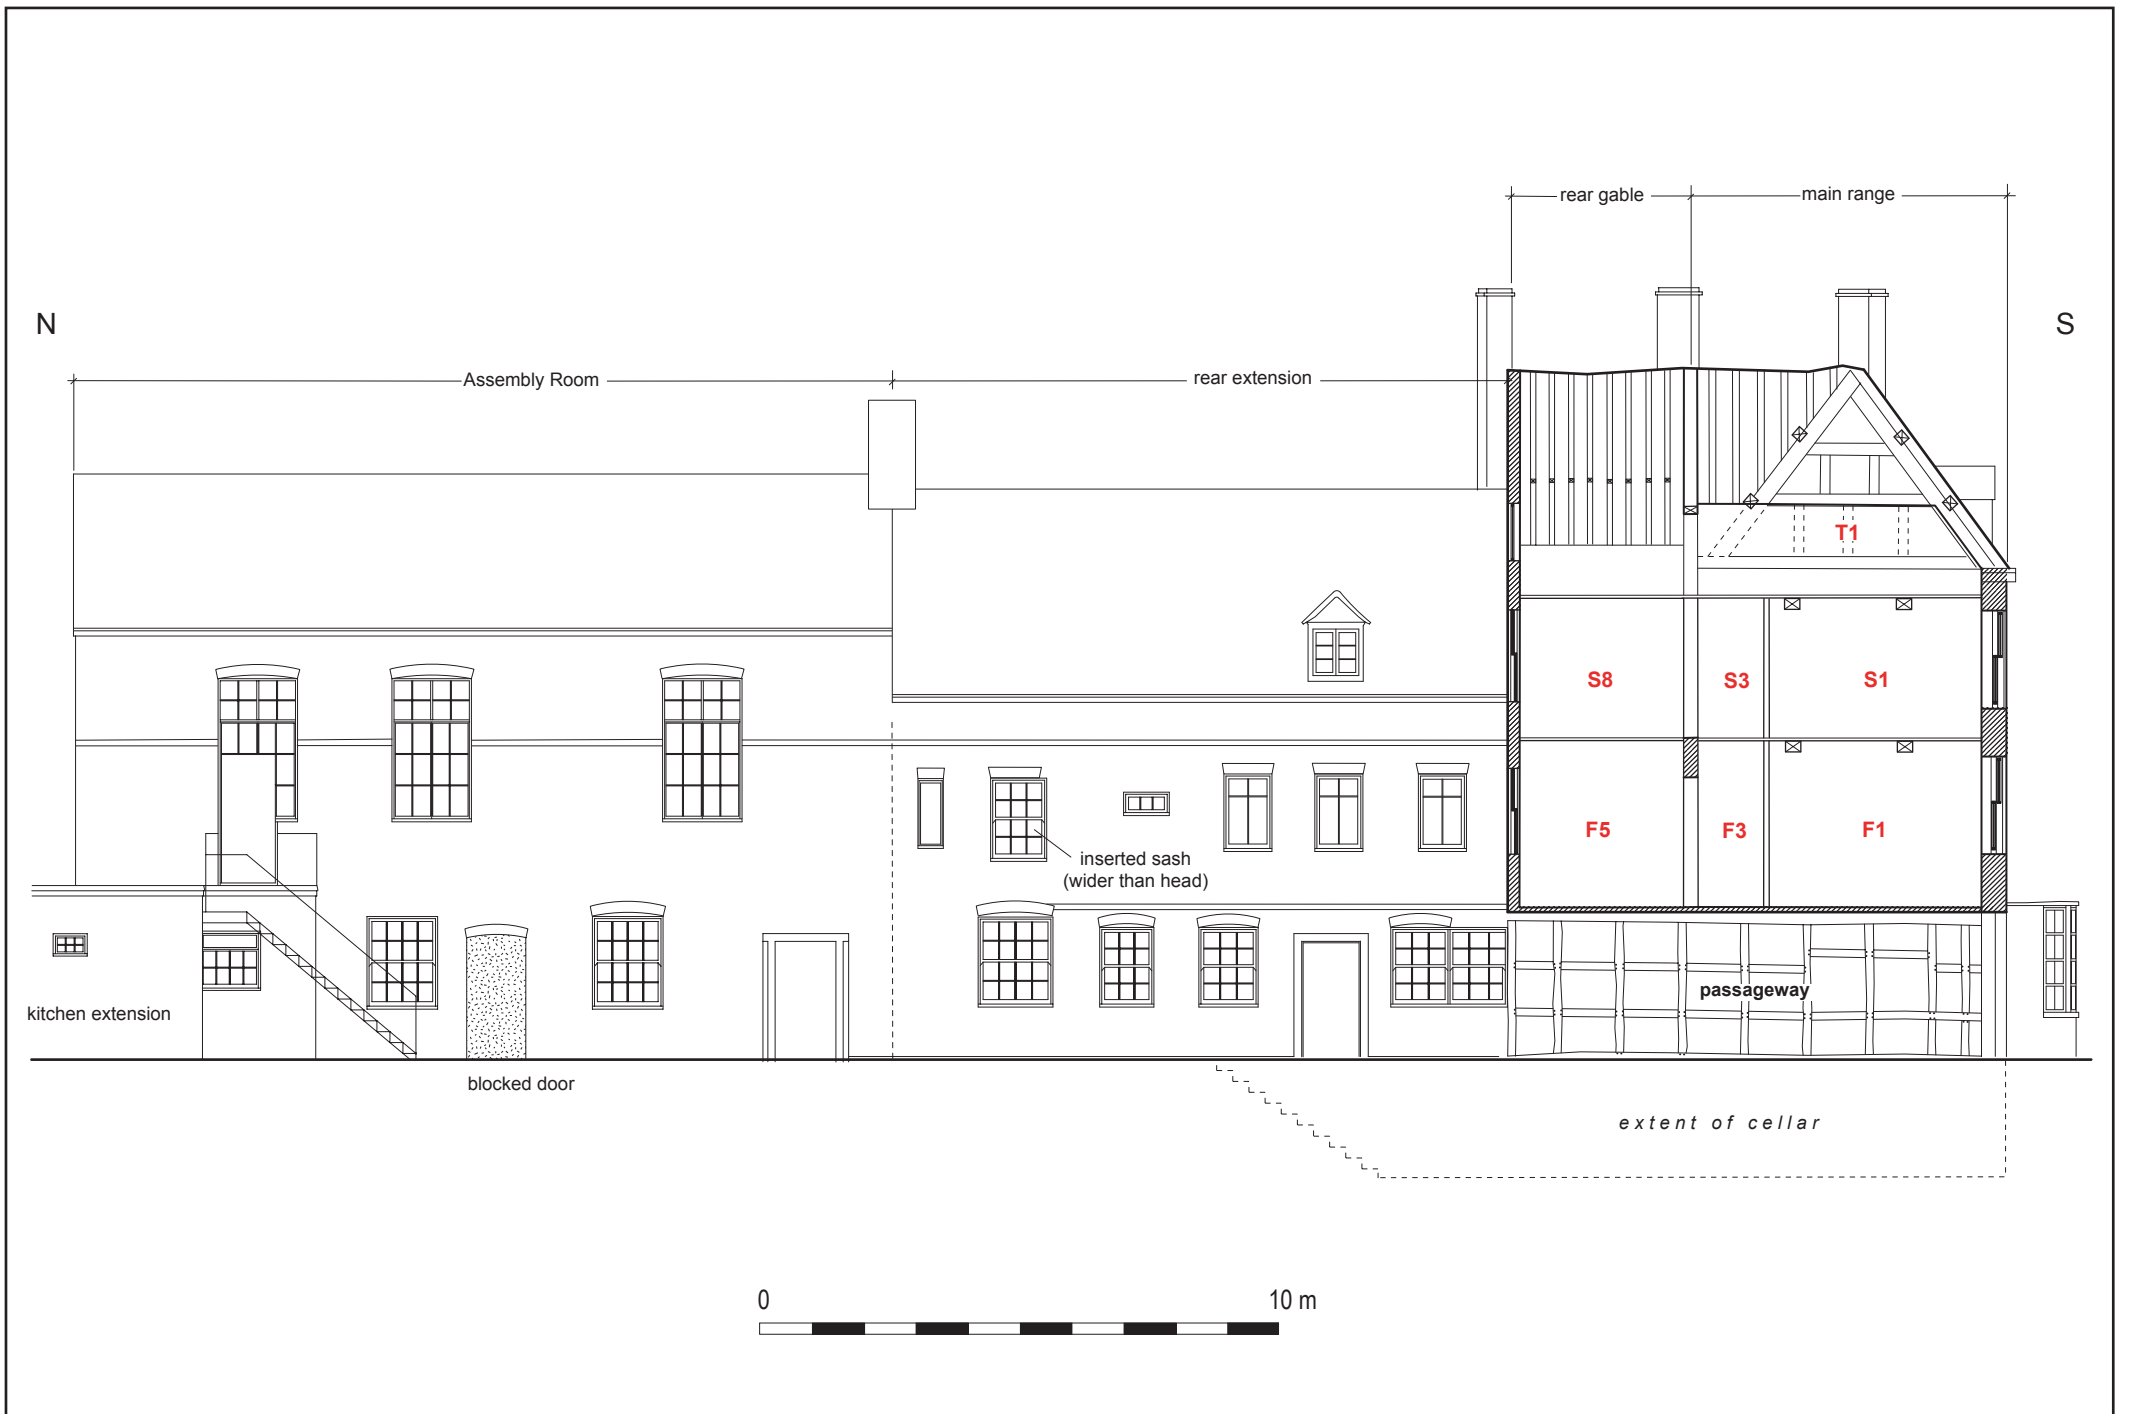 rear gable
main range
N
S
Assembly Room
rear extension
T1
S8
S3
S1
F5
F3
F1
inserted sash
(wider than head)
passageway
kitchen extension
blocked door
extent of cellar
0
10 m